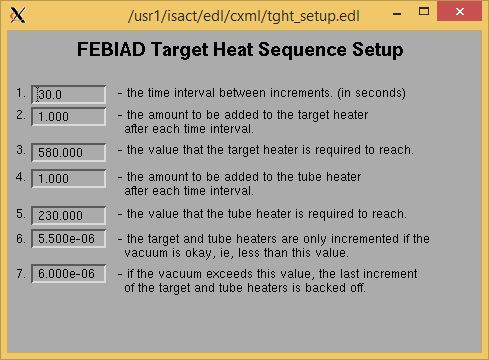 /usr1/isact/edl/cxml/tght_setup.edl
FEBIAD Target Heat Sequence Setup
1. 30.0 - the time interval between increments. (in seconds)
2. 1.000 - the amount to be added to the target heater
after each time interval.
3. 580.000 - the value that the target heater is required to reach.
4. 1.000 - the amount to be added to the tube heater
after each time interval.
5. 230.000 - the value that the tube heater is required to reach.
6. 5.500e-06 - the target and tube heaters are only incremented if the
vacuum is okay, ie, less than this value.
7. 6.000e-06 - if the vacuum exceeds this value, the last increment
of the target and tube heaters is backed off.